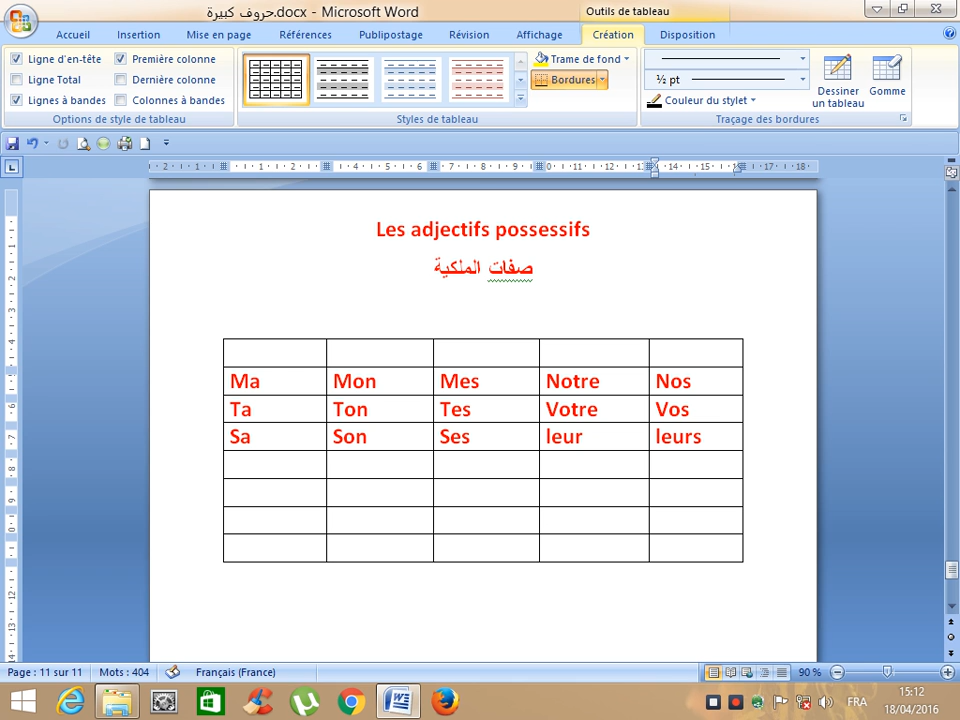 حروف كبيرة.docx - Microsoft Word
Outils de tableau
Accueil Insertion Mise en page Références Publipostage Révision Affichage Création Disposition
Ligne d'en-tête Première colonne
Ligne Total Dernière colonne
Lignes à bandes Colonnes à bandes
Options de style de tableau
Styles de tableau
Trame de fond
Bordures
½ pt
Couleur du stylet
Dessiner un tableau
Gomme
Traçage des bordures
Les adjectifs possessifs
صفات الملكية
Ma Mon Mes Notre Nos
Ta Ton Tes Votre Vos
Sa Son Ses leur leurs
Page : 11 sur 11 Mots : 404 Français (France) 90 %
FRA 15:12
18/04/2016